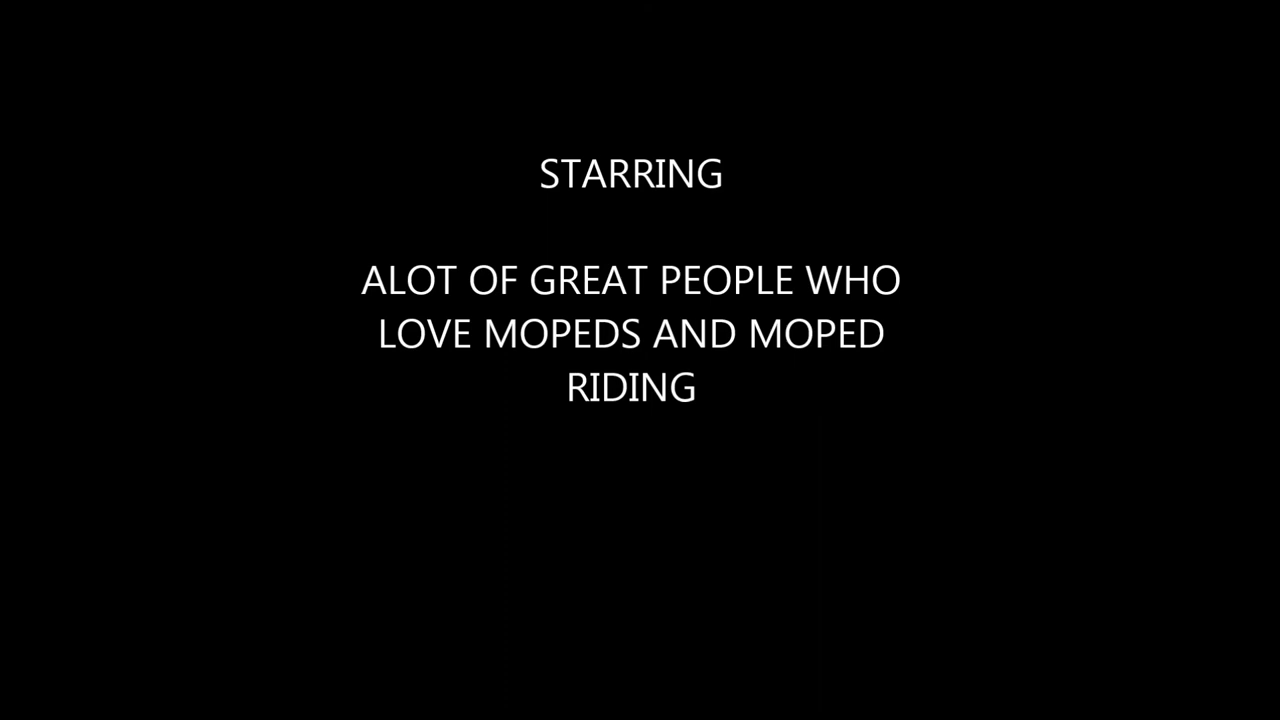 STARRING
ALOT OF GREAT PEOPLE WHO
LOVE MOPEDS AND MOPED
RIDING